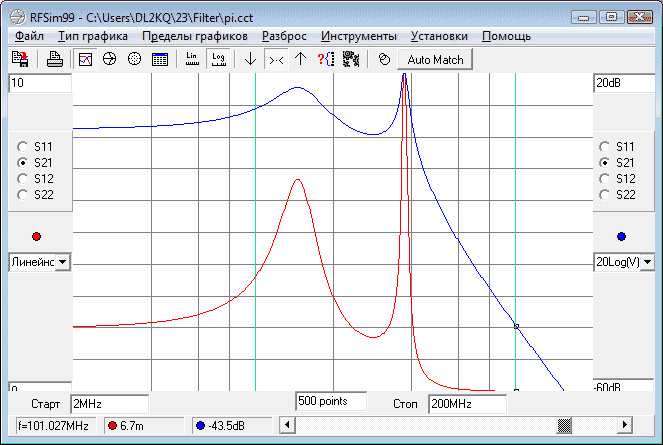 RFSim99 - C:\Users\DL2KQ\23\Filter\pi.cct
Файл Тип графика Пределы графиков Разброс Инструменты Установки Помощь
Lin Log Auto Match
10 20dB
S11 S11
S21 S21
S12 S12
S22 S22
Линейнс 20Log(V)
0 -60dB
Старт 2MHz 500 points Стоп 200MHz
f=101.027MHz 6.7m -43.5dB